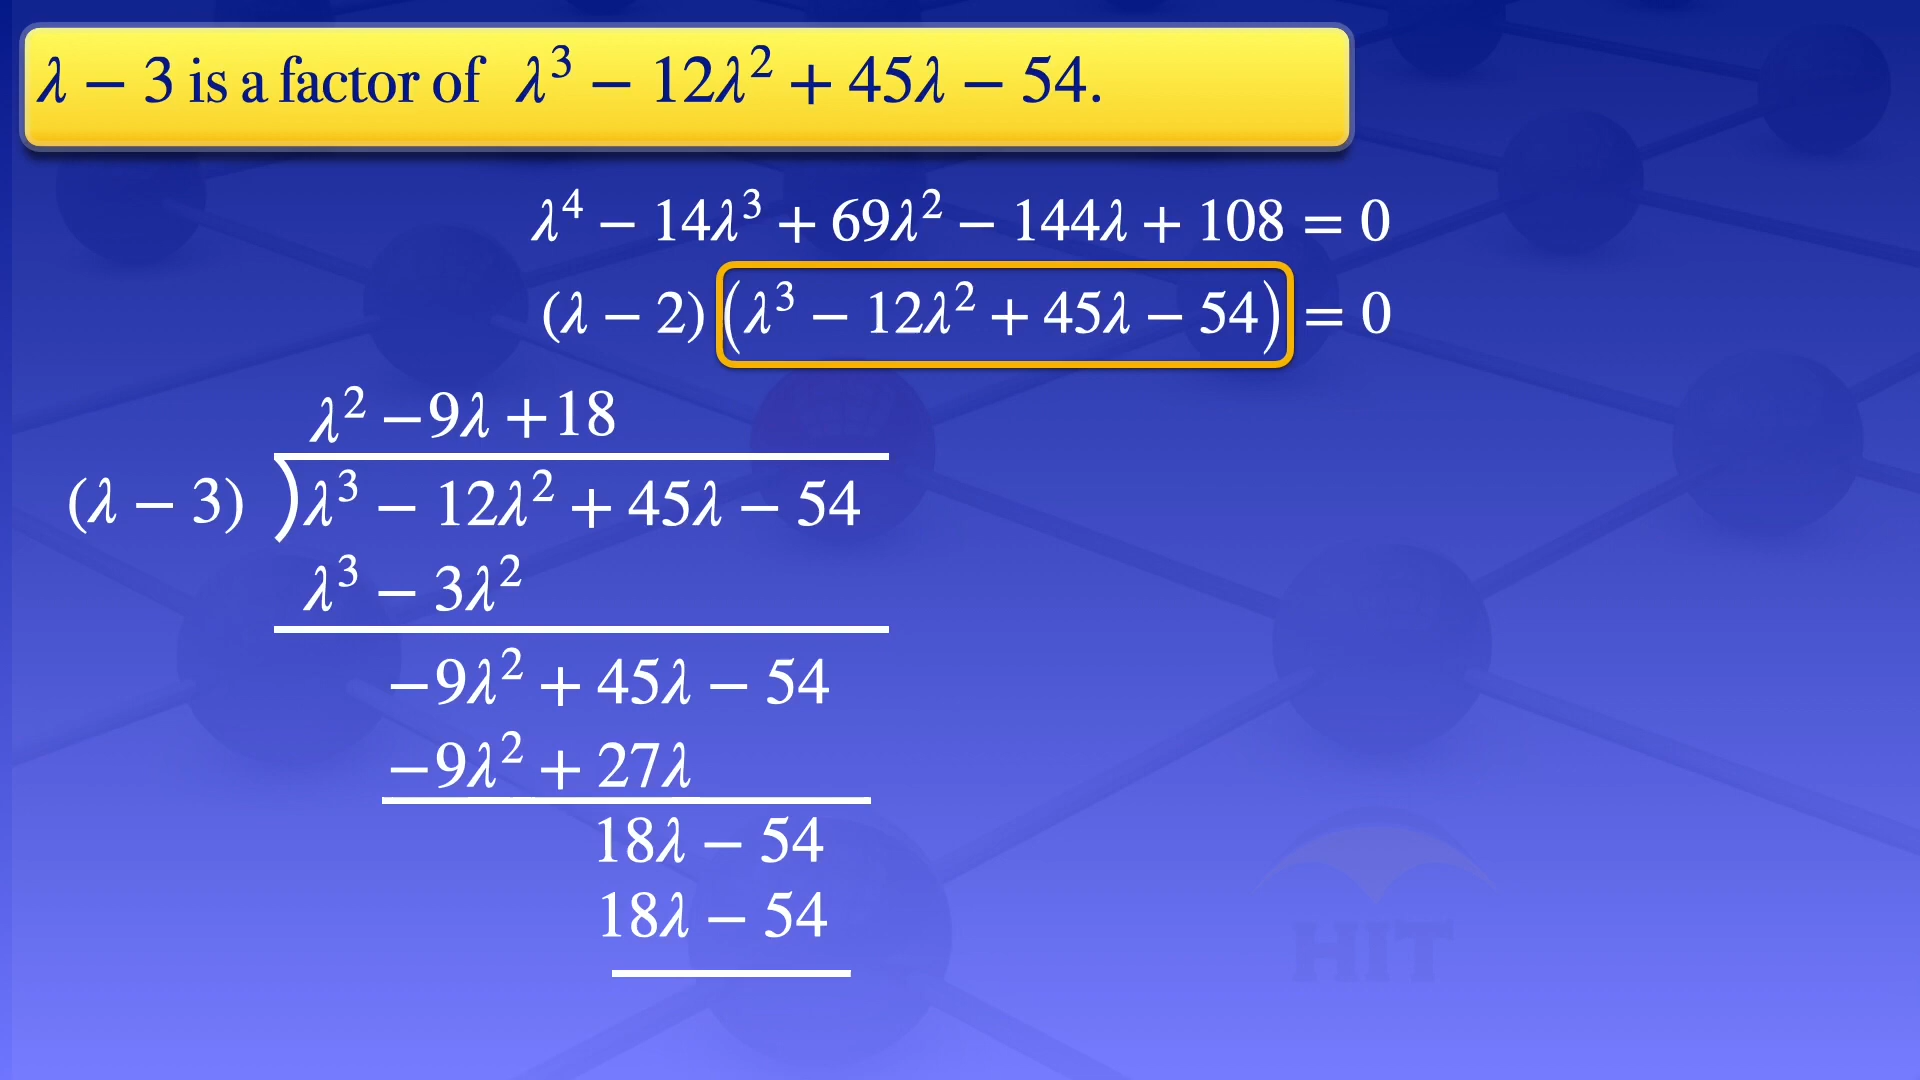 λ − 3 is a factor of λ³ − 12λ² + 45λ − 54.
λ⁴ − 14λ³ + 69λ² − 144λ + 108 = 0
(λ − 2) (λ³ − 12λ² + 45λ − 54) = 0
λ² −9λ +18
(λ − 3) ) λ³ − 12λ² + 45λ − 54
λ³ − 3λ²
−9λ² + 45λ − 54
−9λ² + 27λ
18λ − 54
18λ − 54
HIT